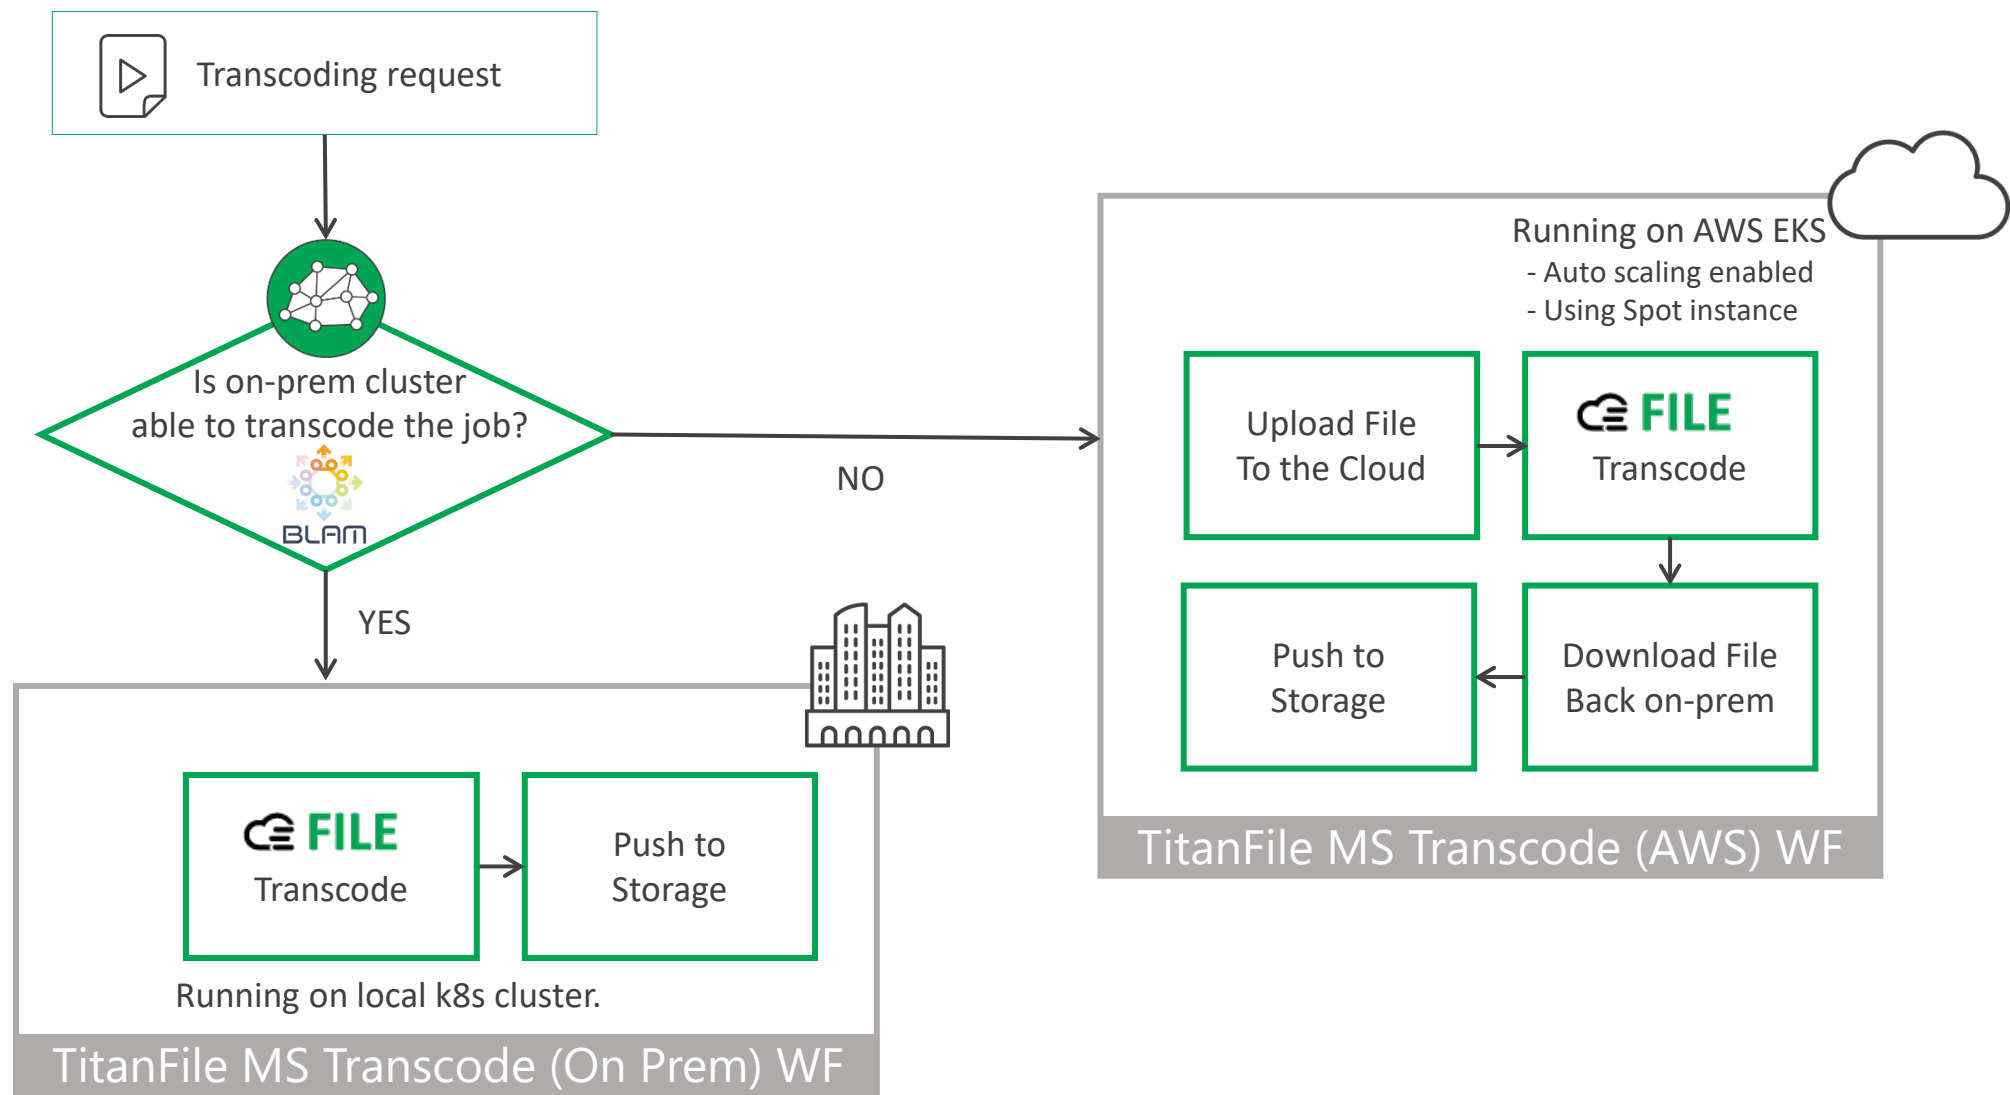 Transcoding request
Is on-prem cluster
able to transcode the job?
BLAM
NO
YES
Running on AWS EKS
- Auto scaling enabled
- Using Spot instance
Upload File
To the Cloud
FILE
Transcode
Push to
Storage
Download File
Back on-prem
TitanFile MS Transcode (AWS) WF
FILE
Transcode
Push to
Storage
Running on local k8s cluster.
TitanFile MS Transcode (On Prem) WF